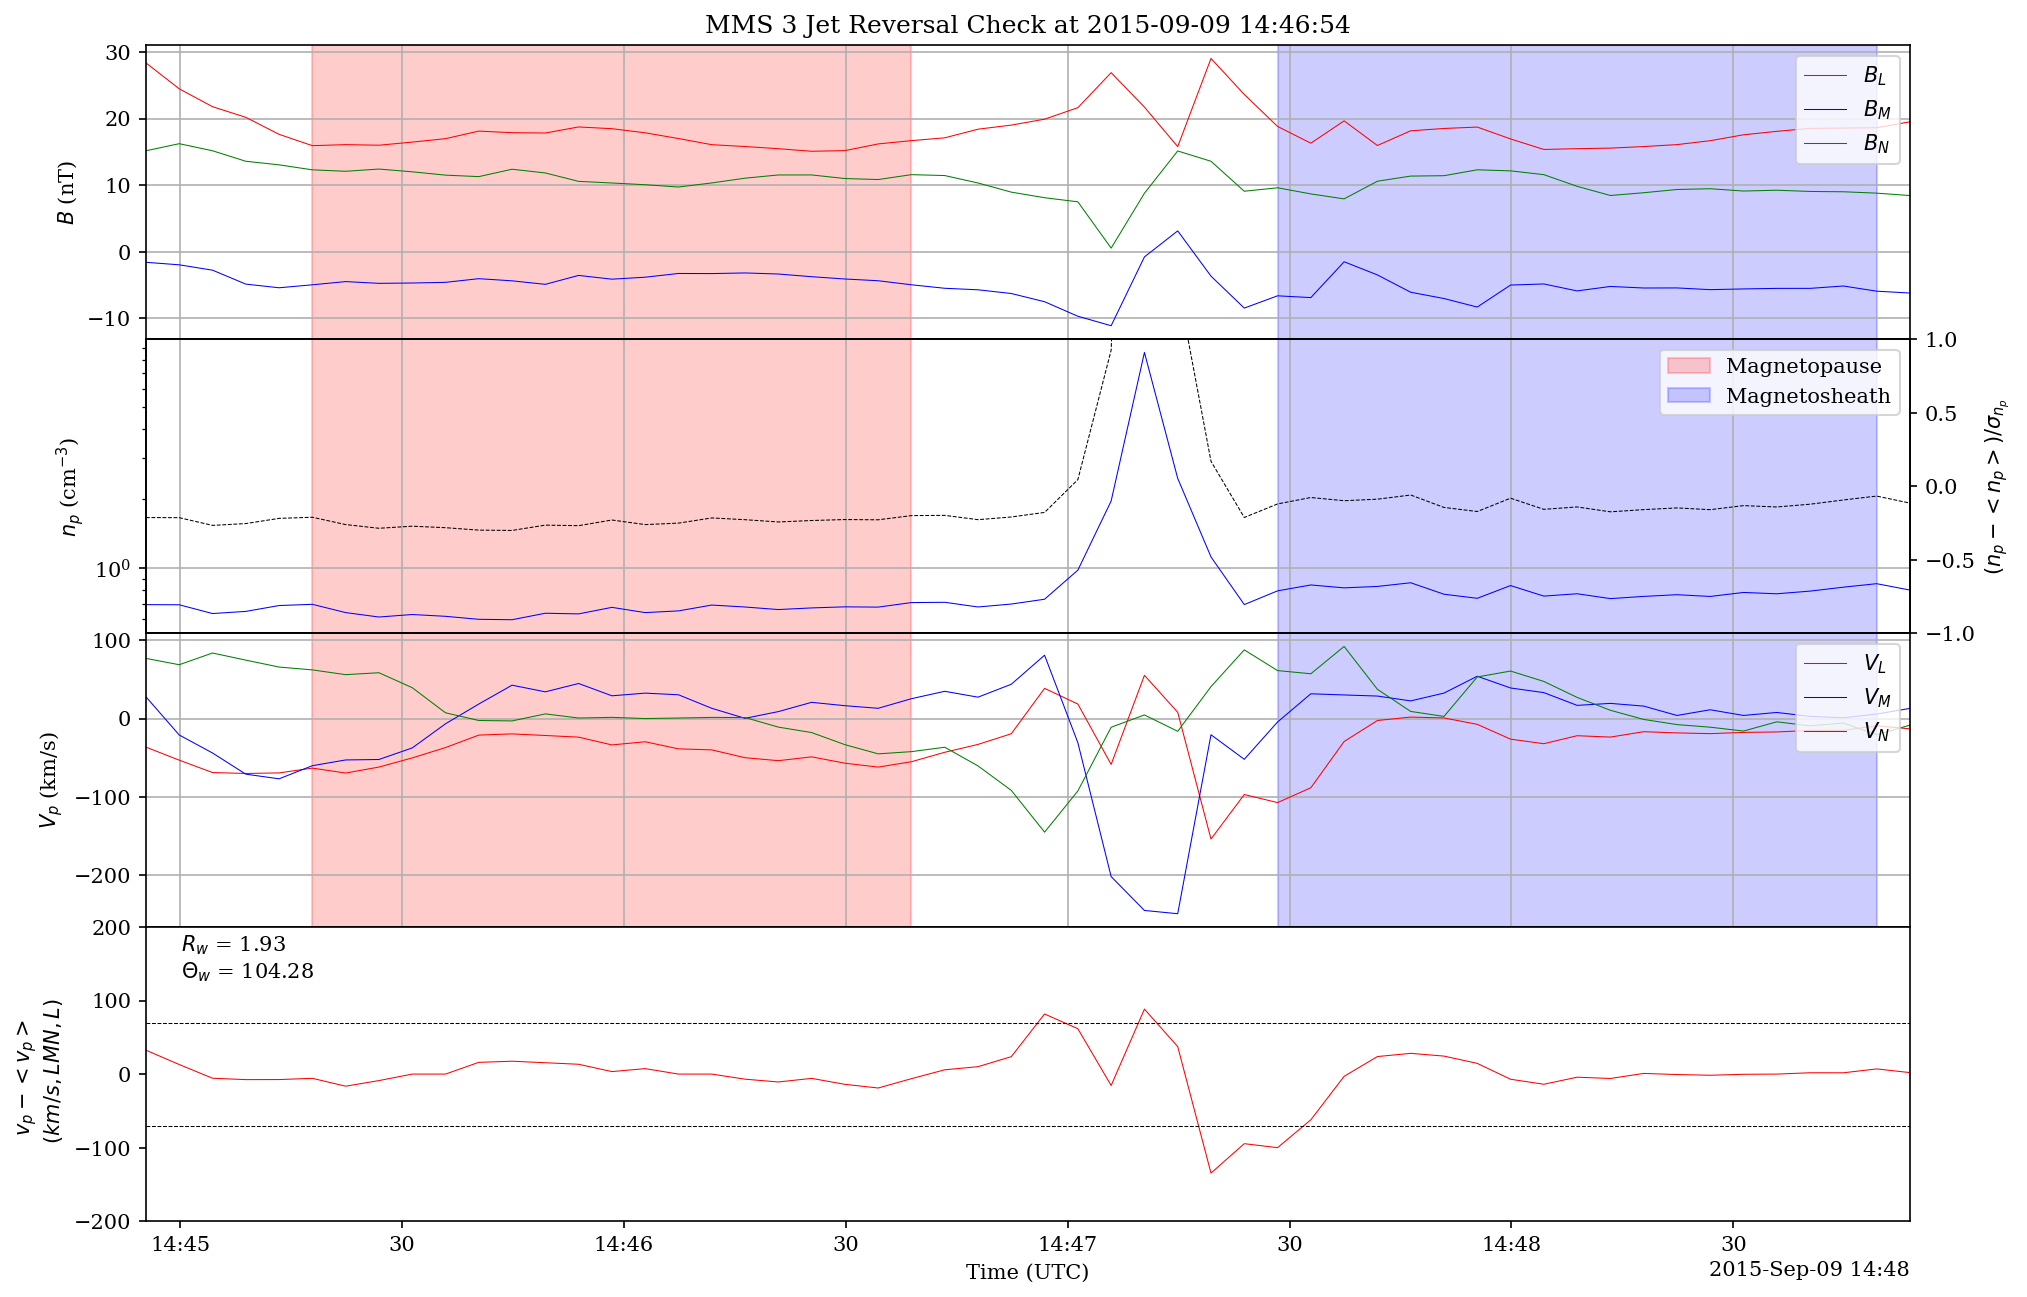 MMS 3 Jet Reversal Check at 2015-09-09 14:46:54
30
20
10
0
−10
B (nT)
B_L
B_M
B_N
10^0
n_p (cm^−3)
1.0
0.5
0.0
−0.5
−1.0
(n_p − < n_p >)/σ_{n_p}
Magnetopause
Magnetosheath
100
0
−100
−200
V_p (km/s)
V_L
V_M
V_N
200
100
0
−100
−200
v_p − < v_p >
(km/s, LMN, L)
R_w = 1.93
Θ_w = 104.28
14:45
30
14:46
30
14:47
30
14:48
30
Time (UTC)
2015-Sep-09 14:48